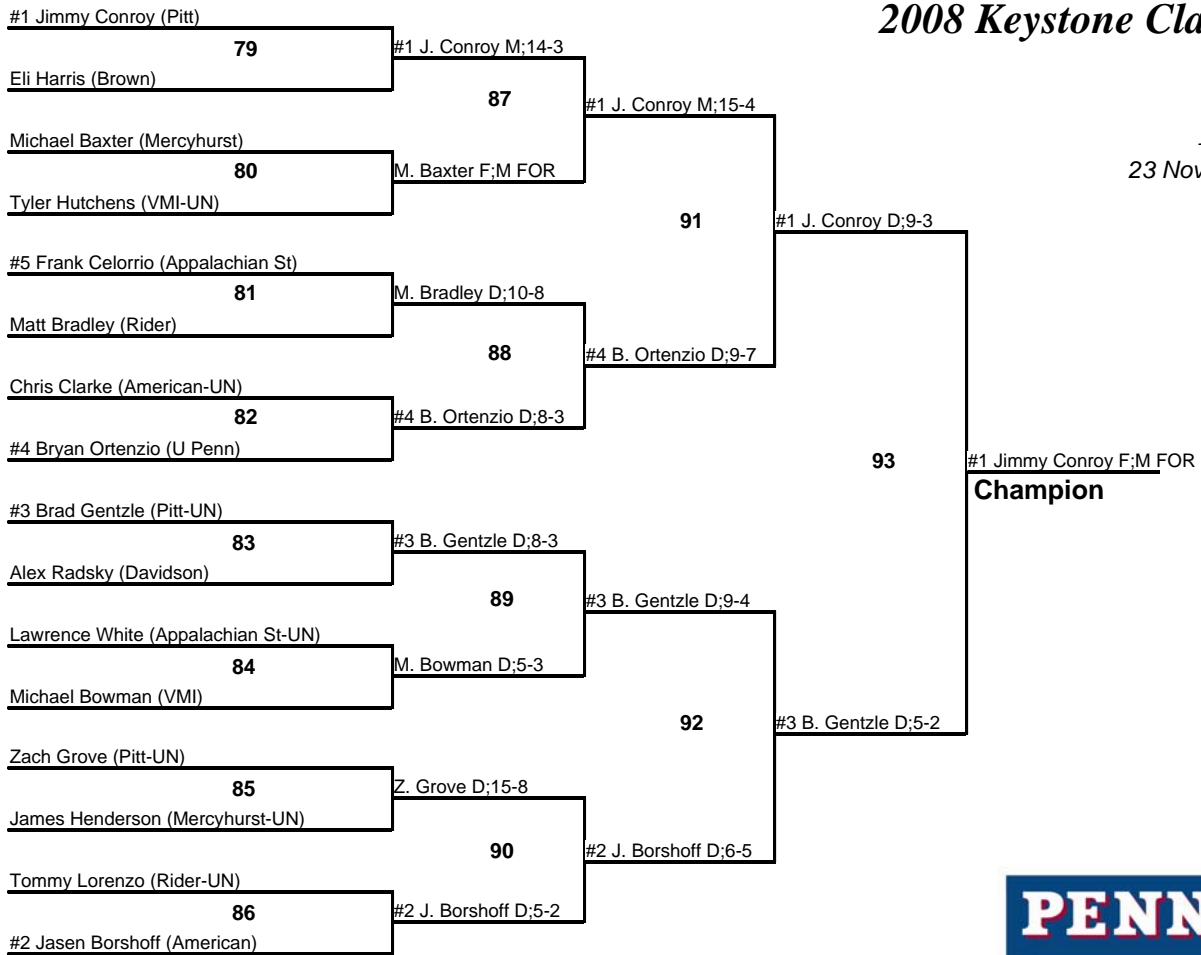 2008 Keystone Cla
23 Nov
#1 Jimmy Conroy (Pitt)
79
Eli Harris (Brown)
#1 J. Conroy M;14-3
87
#1 J. Conroy M;15-4
Michael Baxter (Mercyhurst)
80
Tyler Hutchens (VMI-UN)
M. Baxter F;M FOR
91
#1 J. Conroy D;9-3
#5 Frank Celorrio (Appalachian St)
81
Matt Bradley (Rider)
M. Bradley D;10-8
88
#4 B. Ortenzio D;9-7
Chris Clarke (American-UN)
82
#4 Bryan Ortenzio (U Penn)
#4 B. Ortenzio D;8-3
93
#1 Jimmy Conroy F;M FOR
Champion
#3 Brad Gentzle (Pitt-UN)
83
Alex Radsky (Davidson)
#3 B. Gentzle D;8-3
89
#3 B. Gentzle D;9-4
Lawrence White (Appalachian St-UN)
84
Michael Bowman (VMI)
M. Bowman D;5-3
92
#3 B. Gentzle D;5-2
Zach Grove (Pitt-UN)
85
James Henderson (Mercyhurst-UN)
Z. Grove D;15-8
90
#2 J. Borshoff D;6-5
Tommy Lorenzo (Rider-UN)
86
#2 Jasen Borshoff (American)
#2 J. Borshoff D;5-2
PENN